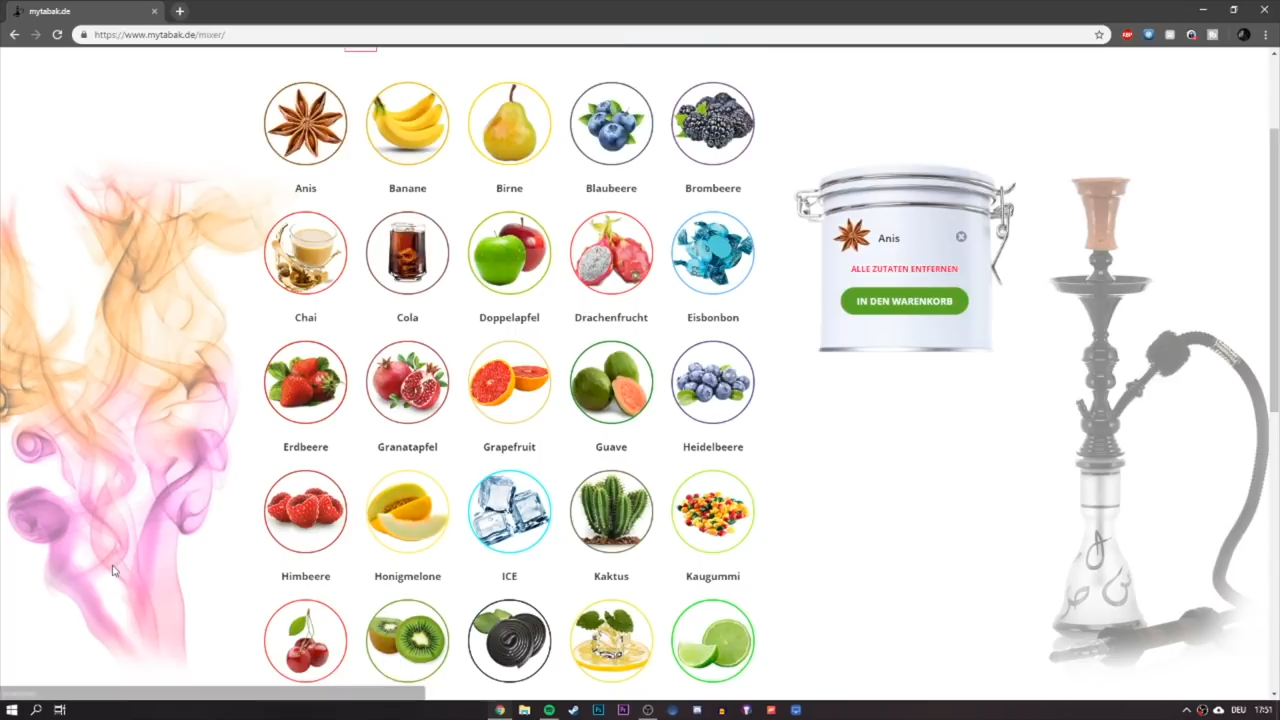 mytabak.de
https://www.mytabak.de/mixer/
Anis
Banane
Birne
Blaubeere
Brombeere
Chai
Cola
Doppelapfel
Drachenfrucht
Eisbonbon
Erdbeere
Granatapfel
Grapefruit
Guave
Heidelbeere
Himbeere
Honigmelone
ICE
Kaktus
Kaugummi
Anis
ALLE ZUTATEN ENTFERNEN
IN DEN WARENKORB
DEU
17:51